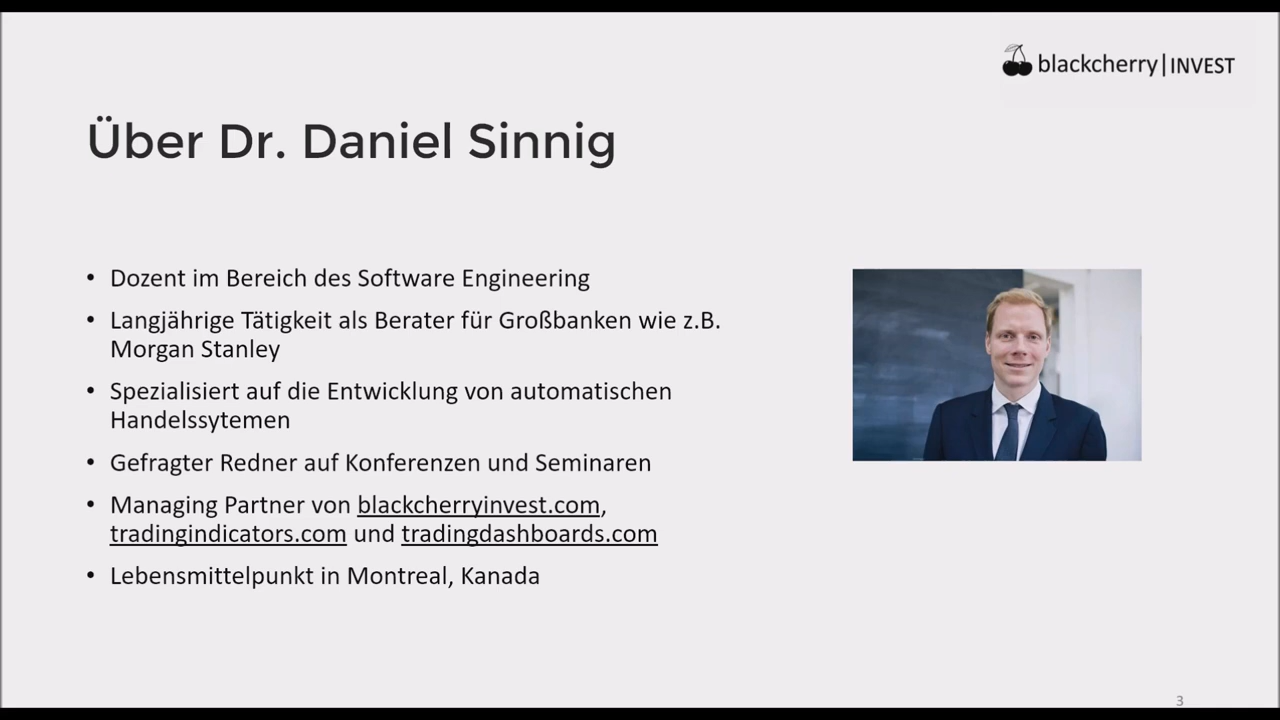 blackcherry|INVEST
Über Dr. Daniel Sinnig
• Dozent im Bereich des Software Engineering
• Langjährige Tätigkeit als Berater für Großbanken wie z.B.
Morgan Stanley
• Spezialisiert auf die Entwicklung von automatischen
Handelssytemen
• Gefragter Redner auf Konferenzen und Seminaren
• Managing Partner von blackcherryinvest.com,
tradingindicators.com und tradingdashboards.com
• Lebensmittelpunkt in Montreal, Kanada
3